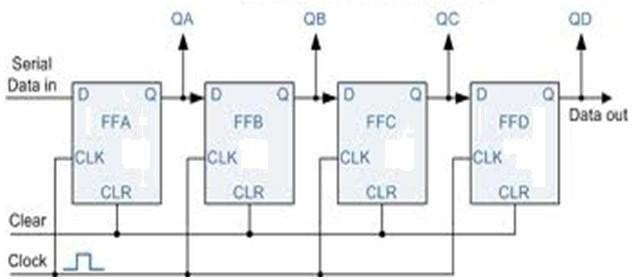 QA QB QC QD
Serial
Data in
D Q D Q D Q D Q
Data out
FFA FFB FFC FFD
CLK CLK CLK CLK
CLR CLR CLR CLR
Clear
Clock